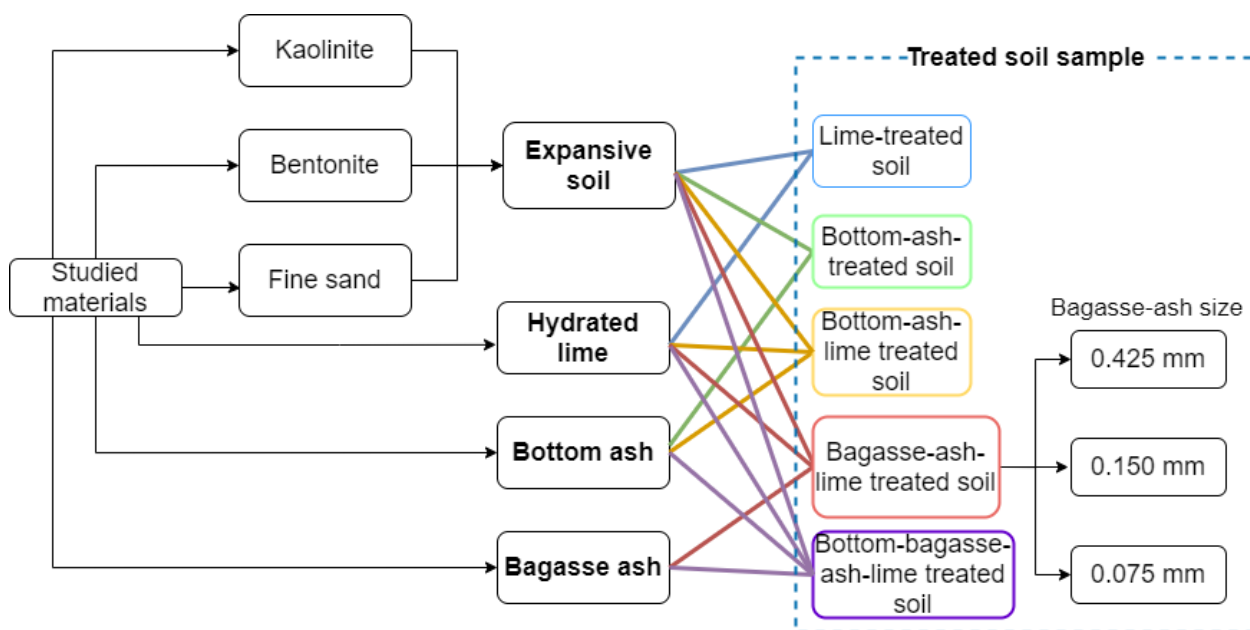 Studied
materials
Kaolinite
Bentonite
Fine sand
Expansive
soil
Hydrated
lime
Bottom ash
Bagasse ash
Treated soil sample
Lime-treated
soil
Bottom-ash-
treated soil
Bottom-ash-
lime treated
soil
Bagasse-ash-
lime treated soil
Bottom-bagasse-
ash-lime treated
soil
Bagasse-ash size
0.425 mm
0.150 mm
0.075 mm